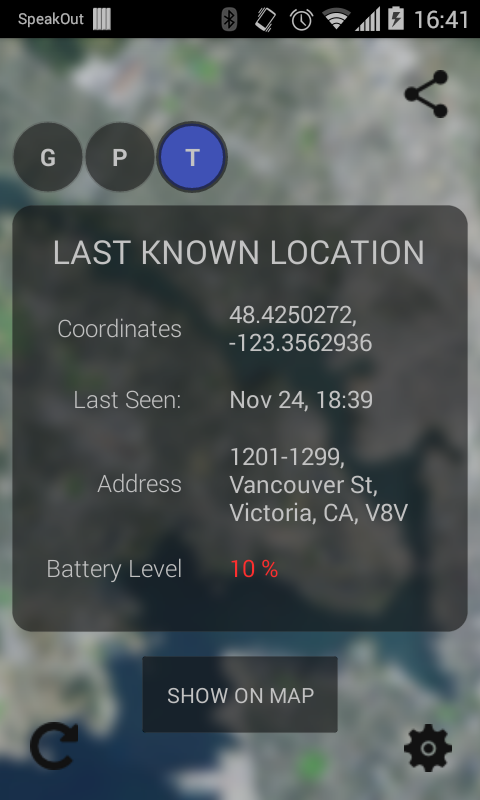 SpeakOut 16:41
G P T
LAST KNOWN LOCATION
Coordinates
48.4250272,
-123.3562936
Last Seen: Nov 24, 18:39
Address
1201-1299,
Vancouver St,
Victoria, CA, V8V
Battery Level 10 %
SHOW ON MAP